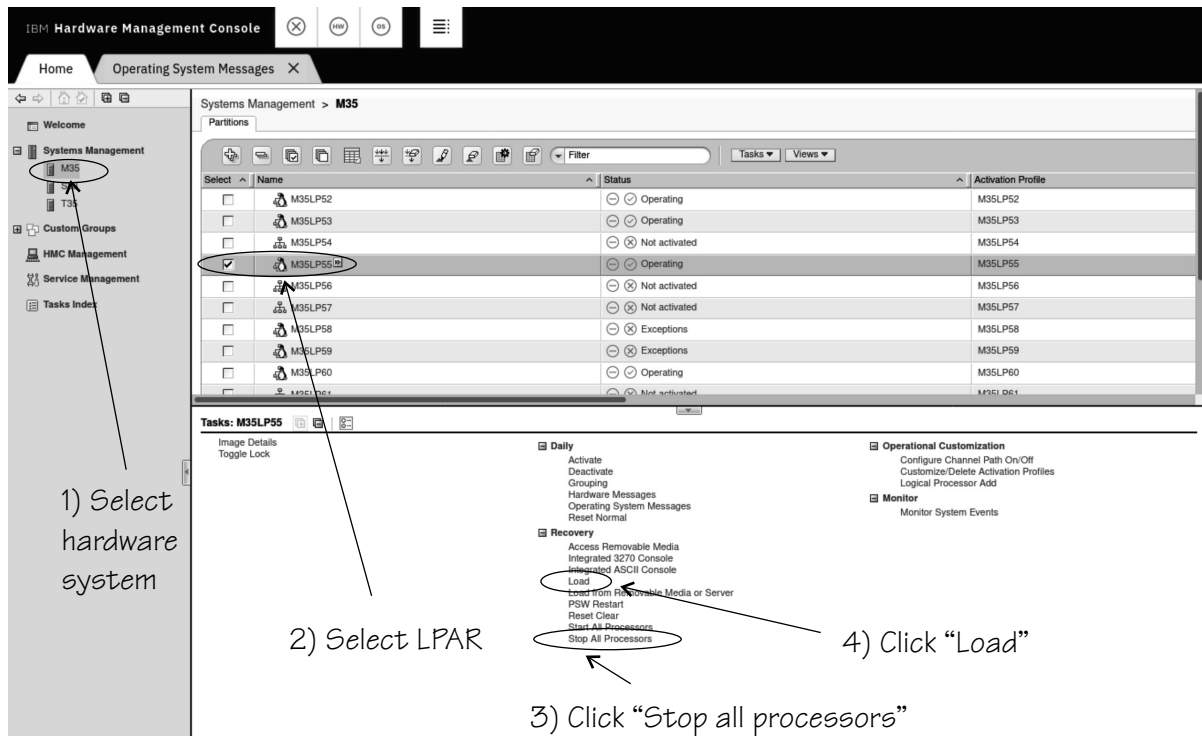 IBM Hardware Management Console
HW
OS
Home
Operating System Messages X
Welcome
Systems Management
M35
T35
Custom Groups
HMC Management
Service Management
Tasks Index
Systems Management > M35
Partitions
Filter
Tasks
Views
Select Name Status Activation Profile
M35LP52 Operating M35LP52
M35LP53 Operating M35LP53
M35LP54 Not activated M35LP54
M35LP55 Operating M35LP55
M35LP56 Not activated M35LP56
M35LP57 Not activated M35LP57
M35LP58 Exceptions M35LP58
M35LP59 Exceptions M35LP59
M35LP60 Operating M35LP60
M35LP61 Not activated M35LP61
Tasks: M35LP55
Image Details
Toggle Lock
Daily
Activate
Deactivate
Grouping
Hardware Messages
Operating System Messages
Reset Normal
Recovery
Access Removable Media
Integrated 3270 Console
Integrated ASCII Console
Load
Load from Removable Media or Server
PSW Restart
Reset Clear
Start All Processors
Stop All Processors
Operational Customization
Configure Channel Path On/Off
Customize/Delete Activation Profiles
Logical Processor Add
Monitor
Monitor System Events
1) Select
hardware
system
2) Select LPAR
4) Click “Load”
3) Click “Stop all processors”